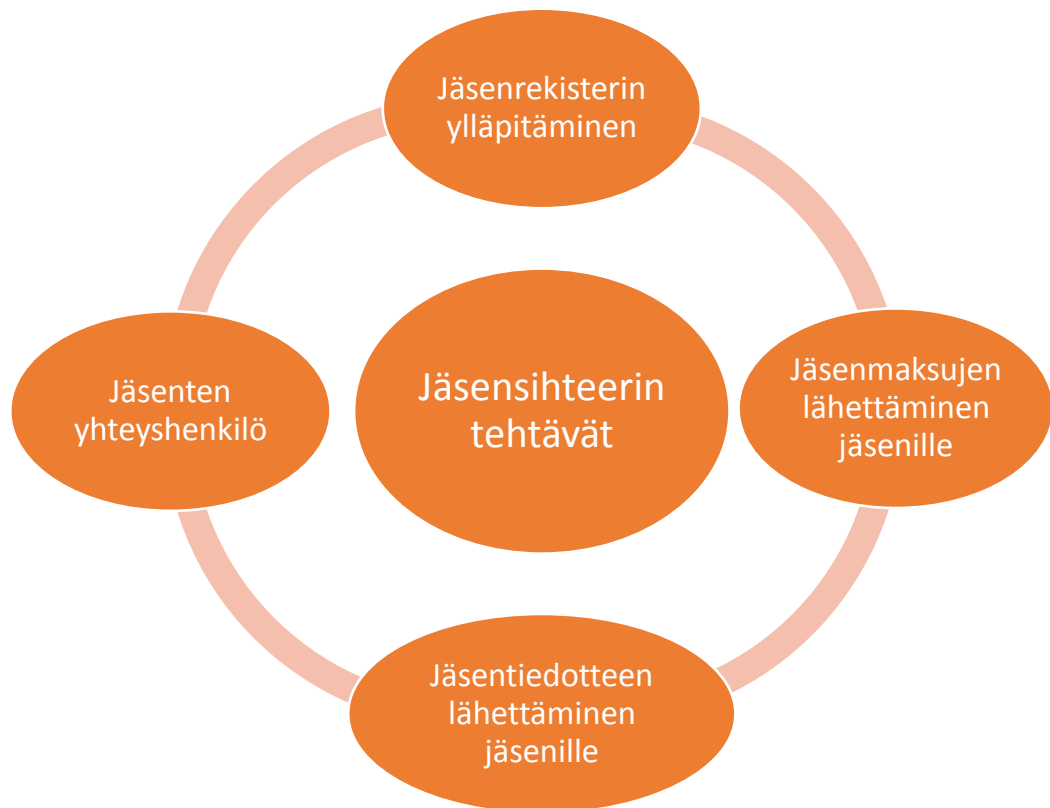 Jäsenrekisterin
ylläpitäminen
Jäsensihteerin
tehtävät
Jäsenmaksujen
lähettäminen
jäsenille
Jäsentiedotteen
lähettäminen
jäsenille
Jäsenten
yhteyshenkilö